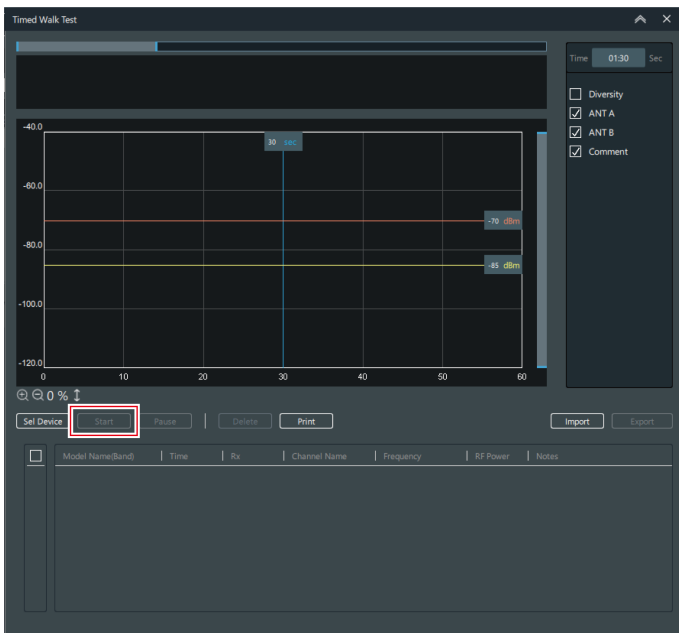 Timed Walk Test
Time 01:30 Sec
Diversity
ANT A
ANT B
Comment
-40.0
30 sec
-60.0
-70 dBm
-80.0
-85 dBm
-100.0
-120.0
0 10 20 30 40 50 60
0 %
Sel Device Start Pause Delete Print Import Export
Model Name(Band) Time Rx Channel Name Frequency RF Power Notes